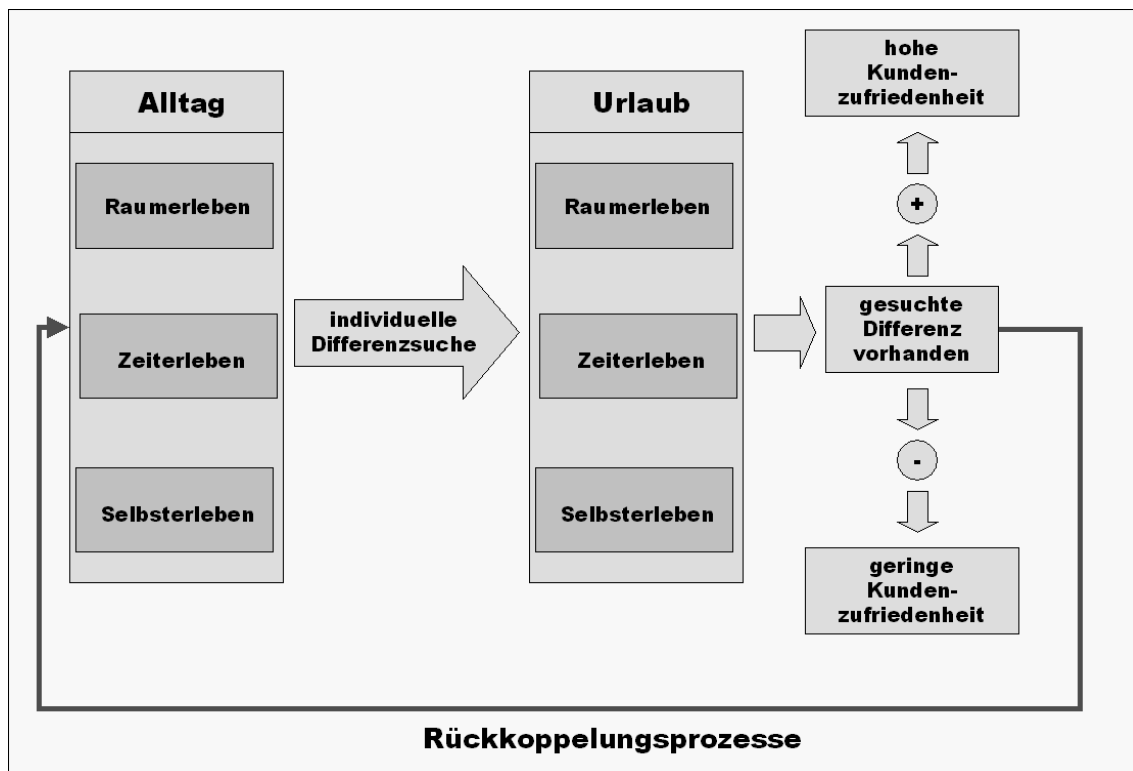 Alltag
Raumerleben
Zeiterleben
Selbsterleben
individuelle
Differenzsuche
Urlaub
Raumerleben
Zeiterleben
Selbsterleben
hohe
Kunden-
zufriedenheit
+
gesuchte
Differenz
vorhanden
-
geringe
Kunden-
zufriedenheit
Rückkoppelungsprozesse